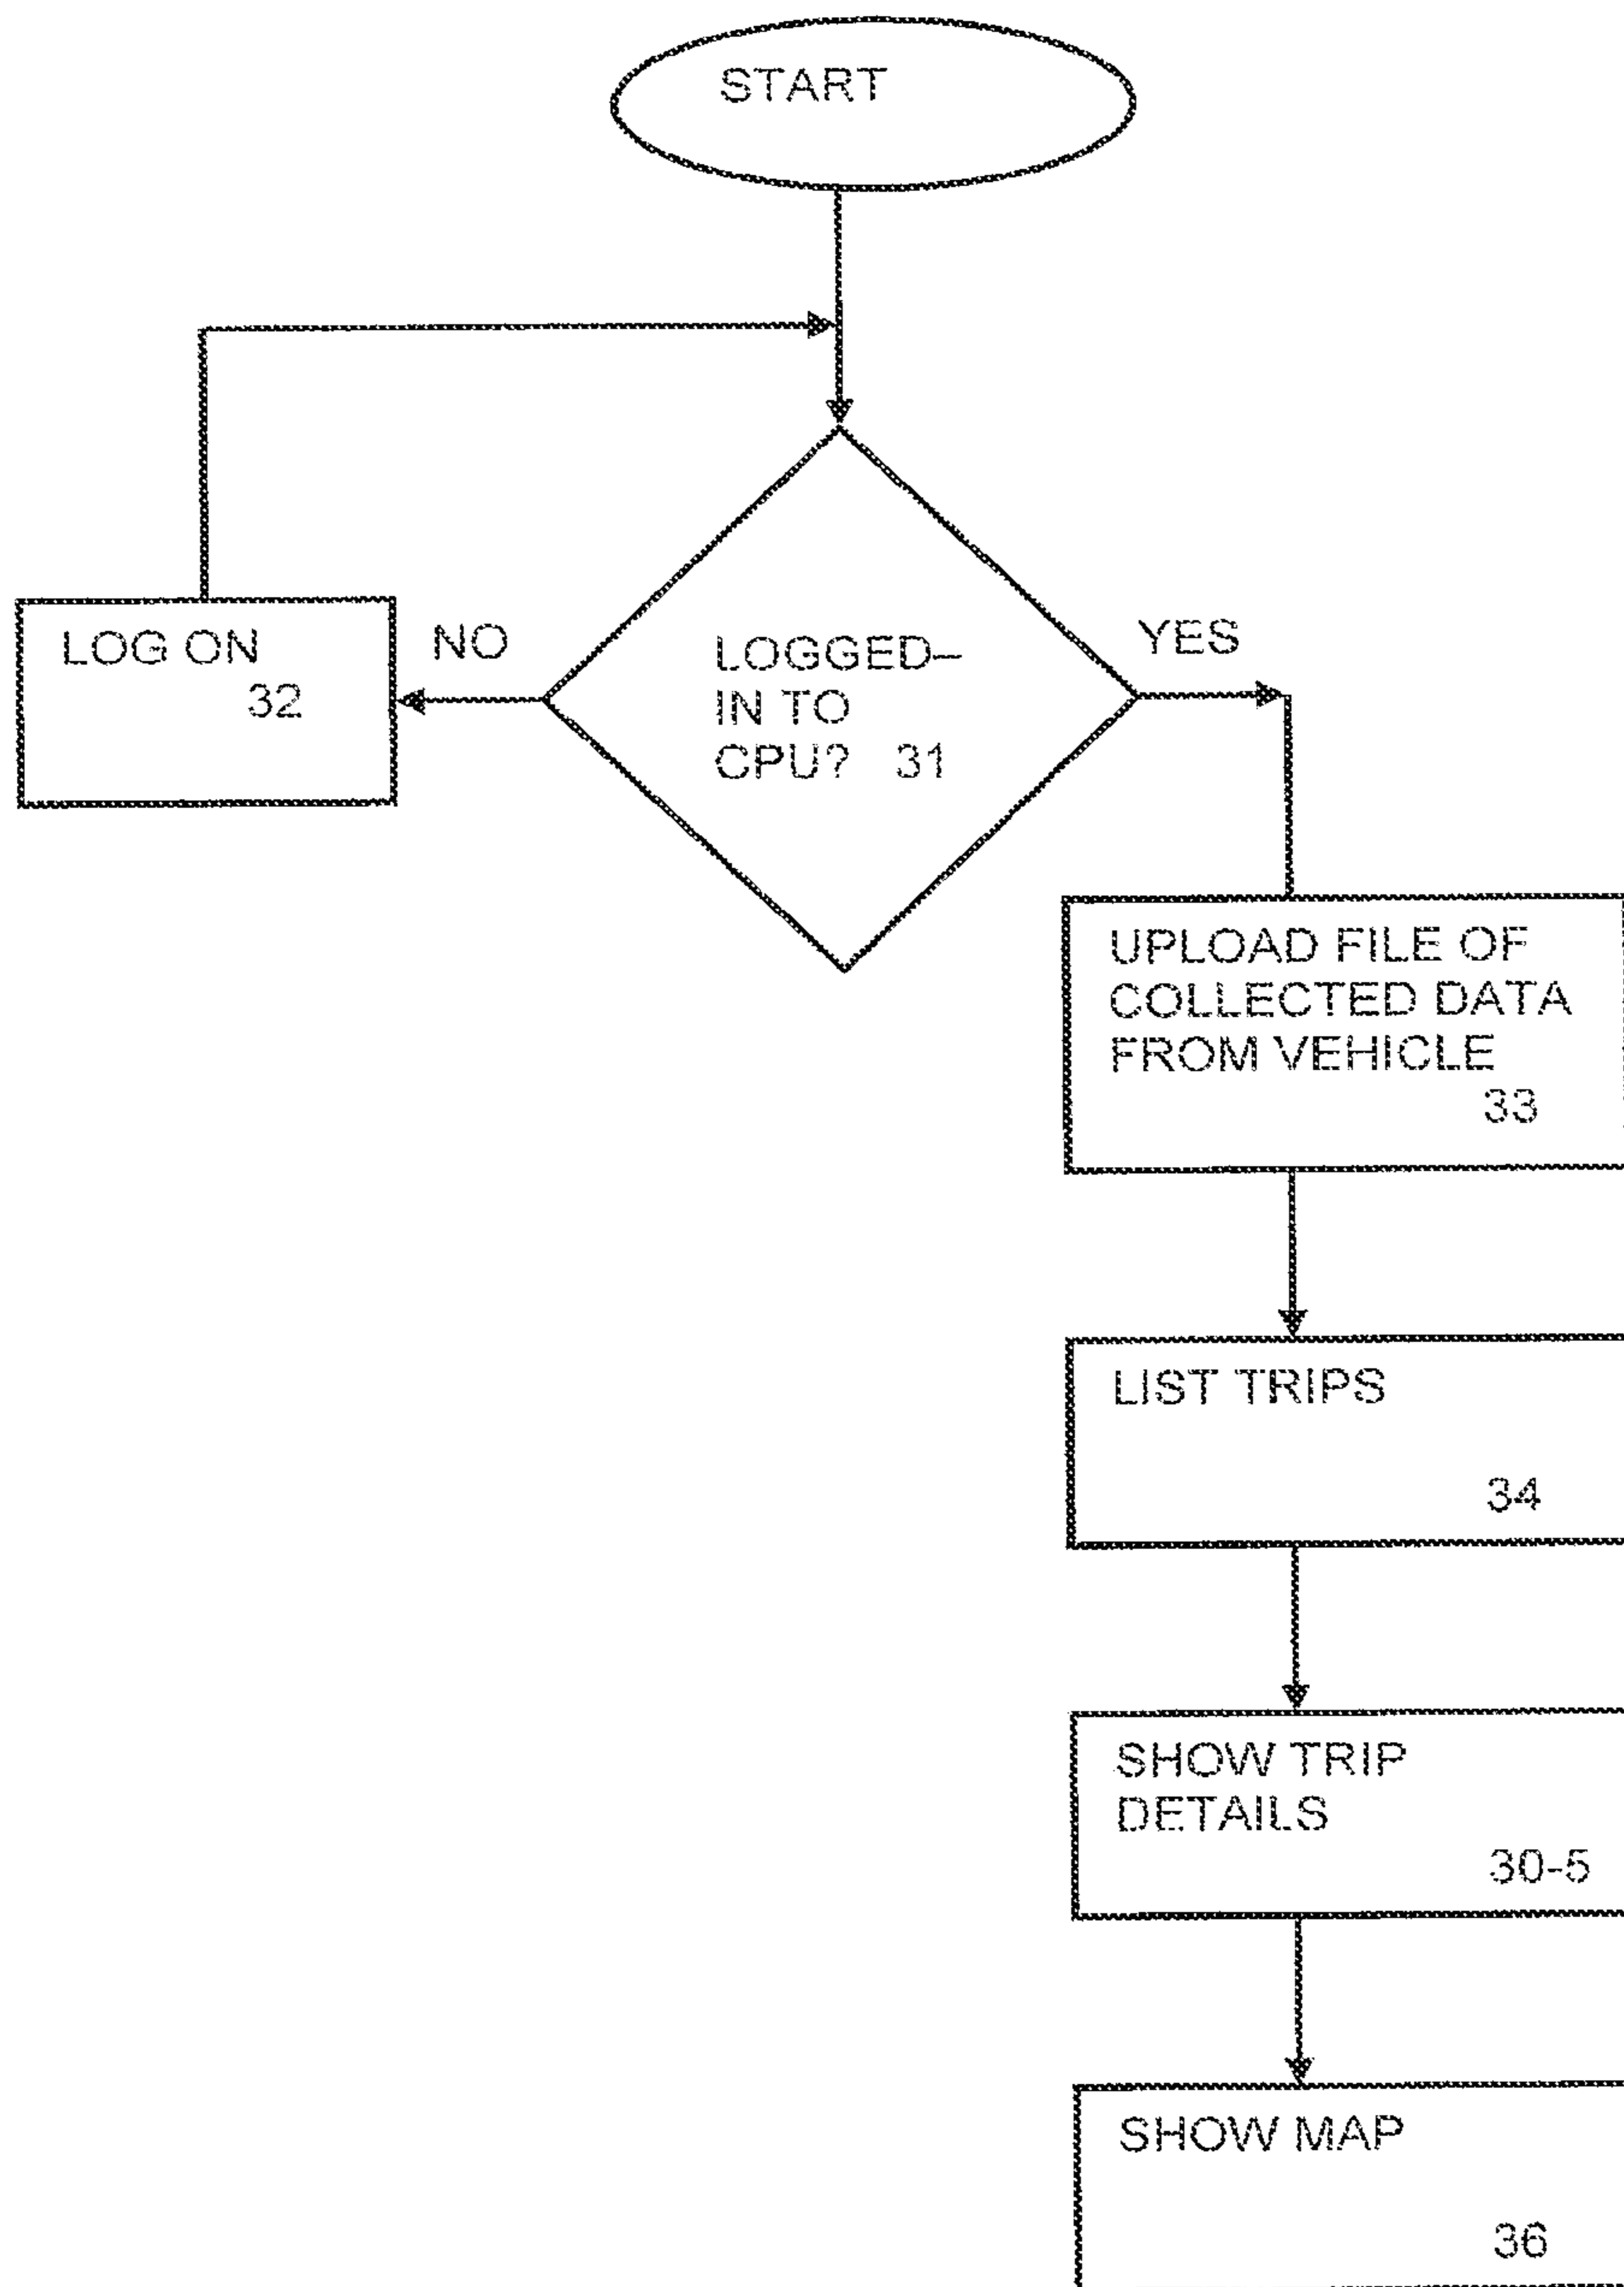 START
LOG ON
32
NO
LOGGED–
IN TO
CPU? 31
YES
UPLOAD FILE OF
COLLECTED DATA
FROM VEHICLE
33
LIST TRIPS
34
SHOW TRIP
DETAILS
30-5
SHOW MAP
36